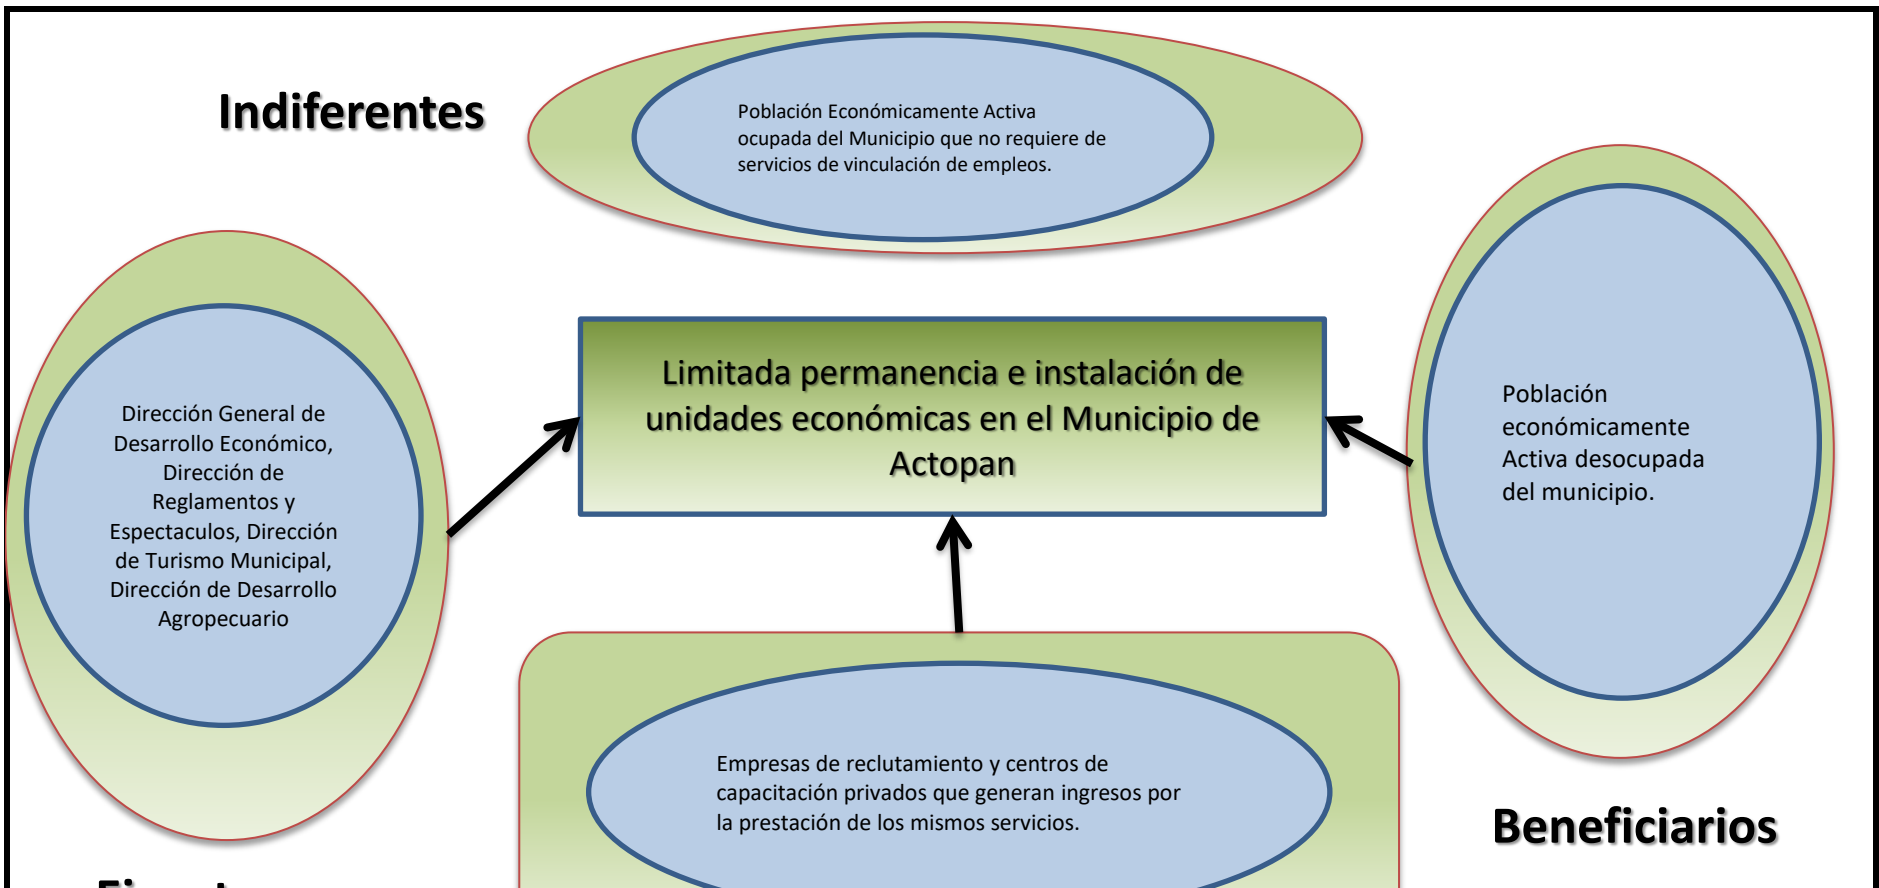 Indiferentes
Población Económicamente Activa
ocupada del Municipio que no requiere de
servicios de vinculación de empleos.
Limitada permanencia e instalación de
unidades económicas en el Municipio de
Actopan
Dirección General de
Desarrollo Económico,
Dirección de
Reglamentos y
Espectaculos, Dirección
de Turismo Municipal,
Dirección de Desarrollo
Agropecuario
Población
económicamente
Activa desocupada
del municipio.
Empresas de reclutamiento y centros de
capacitación privados que generan ingresos por
la prestación de los mismos servicios.
Beneficiarios